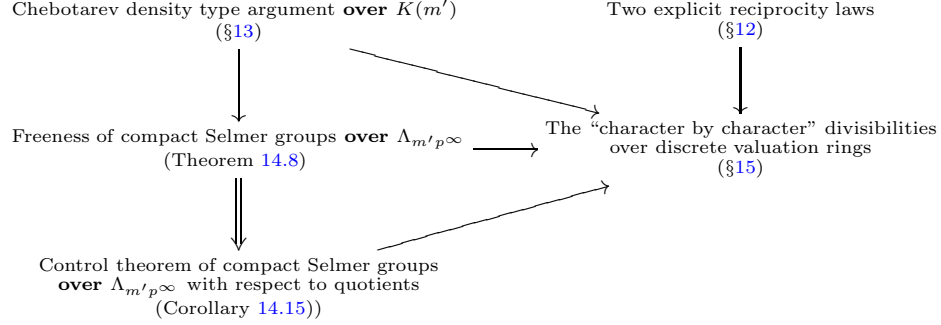 Chebotarev density type argument over K(m′)
(§13)
Two explicit reciprocity laws
(§12)
Freeness of compact Selmer groups over Λ_{m′p^∞}
(Theorem 14.8)
The “character by character” divisibilities
over discrete valuation rings
(§15)
Control theorem of compact Selmer groups
over Λ_{m′p^∞} with respect to quotients
(Corollary 14.15))